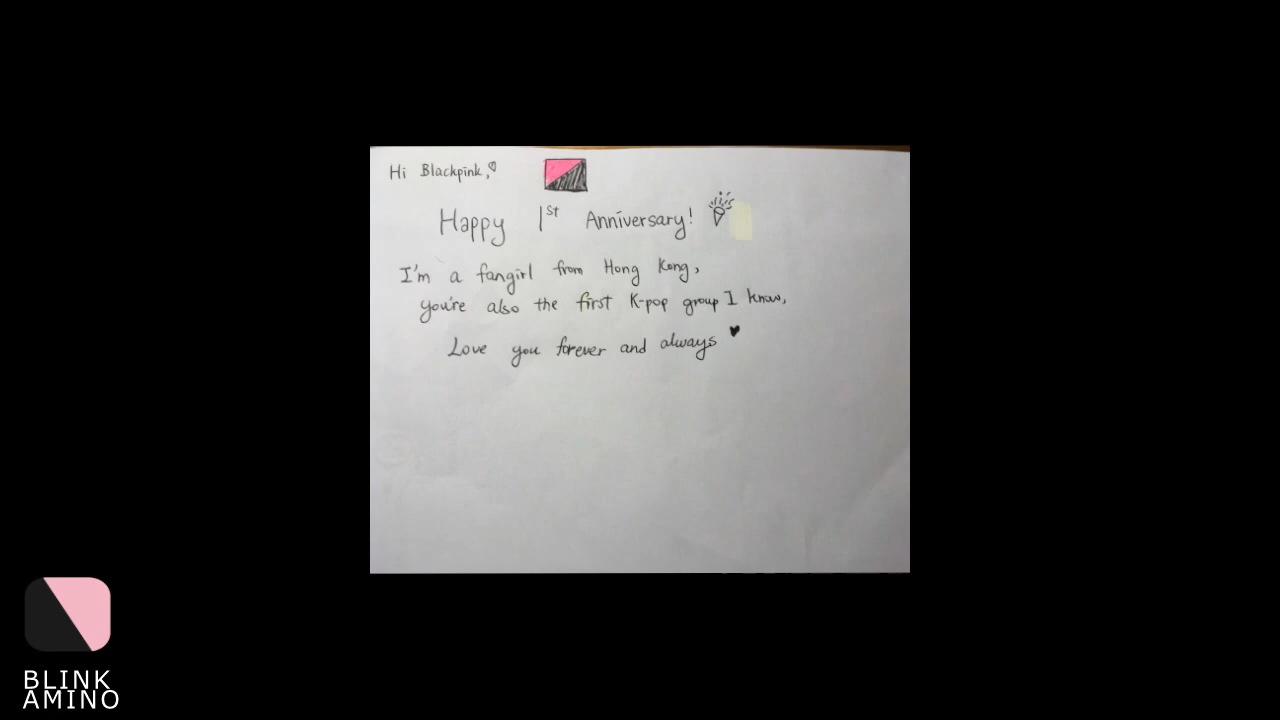 Hi Blackpink,
Happy 1st Anniversary!
I'm a fangirl from Hong Kong,
you're also the first K-pop group I know,
Love you forever and always
BLINK
AMINO